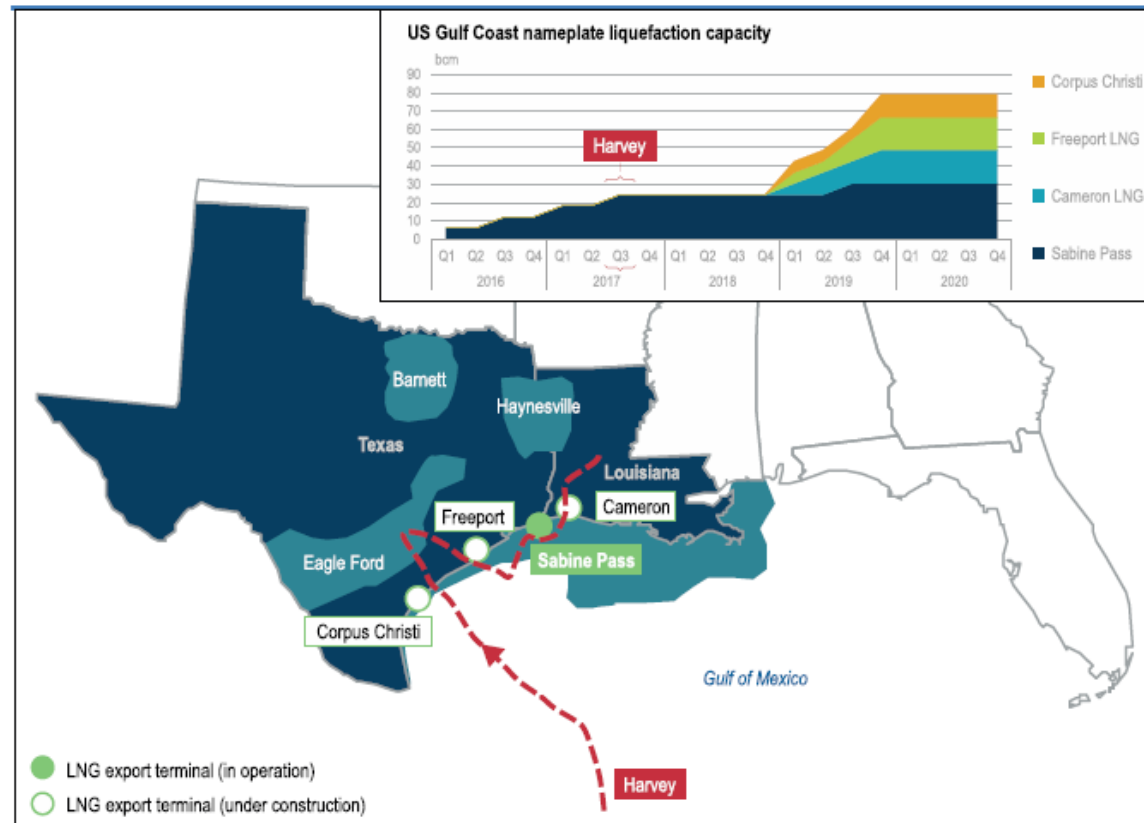 US Gulf Coast nameplate liquefaction capacity
bcm
90
80
70
60
50
40
30
20
10
0
Harvey
Corpus Christi
Freeport LNG
Cameron LNG
Sabine Pass
Q1 Q2 Q3 Q4 Q1 Q2 Q3 Q4 Q1 Q2 Q3 Q4 Q1 Q2 Q3 Q4 Q1 Q2 Q3 Q4
2016 2017 2018 2019 2020
Barnett
Haynesville
Texas
Louisiana
Freeport
Cameron
Eagle Ford
Sabine Pass
Corpus Christi
Gulf of Mexico
LNG export terminal (in operation)
Harvey
LNG export terminal (under construction)